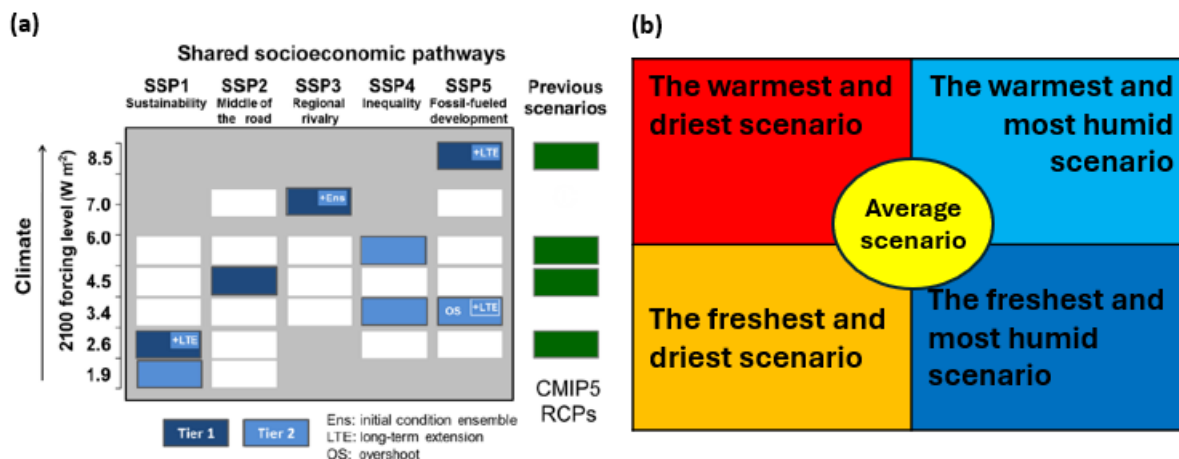 (a)
Shared socioeconomic pathways
SSP1 SSP2 SSP3 SSP4 SSP5 Previous
Sustainability Middle of Regional Inequality Fossil-fueled scenarios
the road rivalry development
Climate
2100 forcing level (W m²)
8.5 +LTE
7.0 +Ens
6.0
4.5
3.4 OS +LTE
2.6 +LTE
1.9
CMIP5
RCPs
Tier 1 Tier 2
Ens: initial condition ensemble
LTE: long-term extension
OS: overshoot
(b)
The warmest and
driest scenario
The warmest and
most humid
scenario
Average
scenario
The freshest and
driest scenario
The freshest and
most humid
scenario